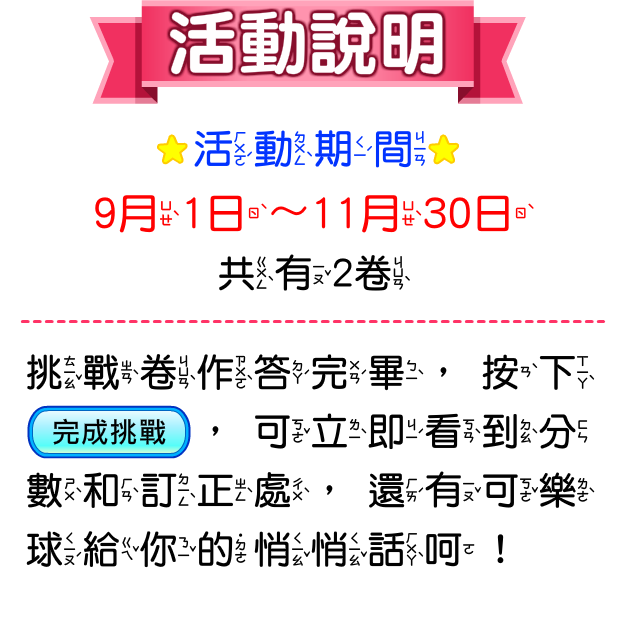 活動說明
活動期間
9月1日～11月30日
共有2卷
挑戰卷作答完畢，按下
完成挑戰，可立即看到分
數和訂正處，還有可樂
球給你的悄悄話呵！